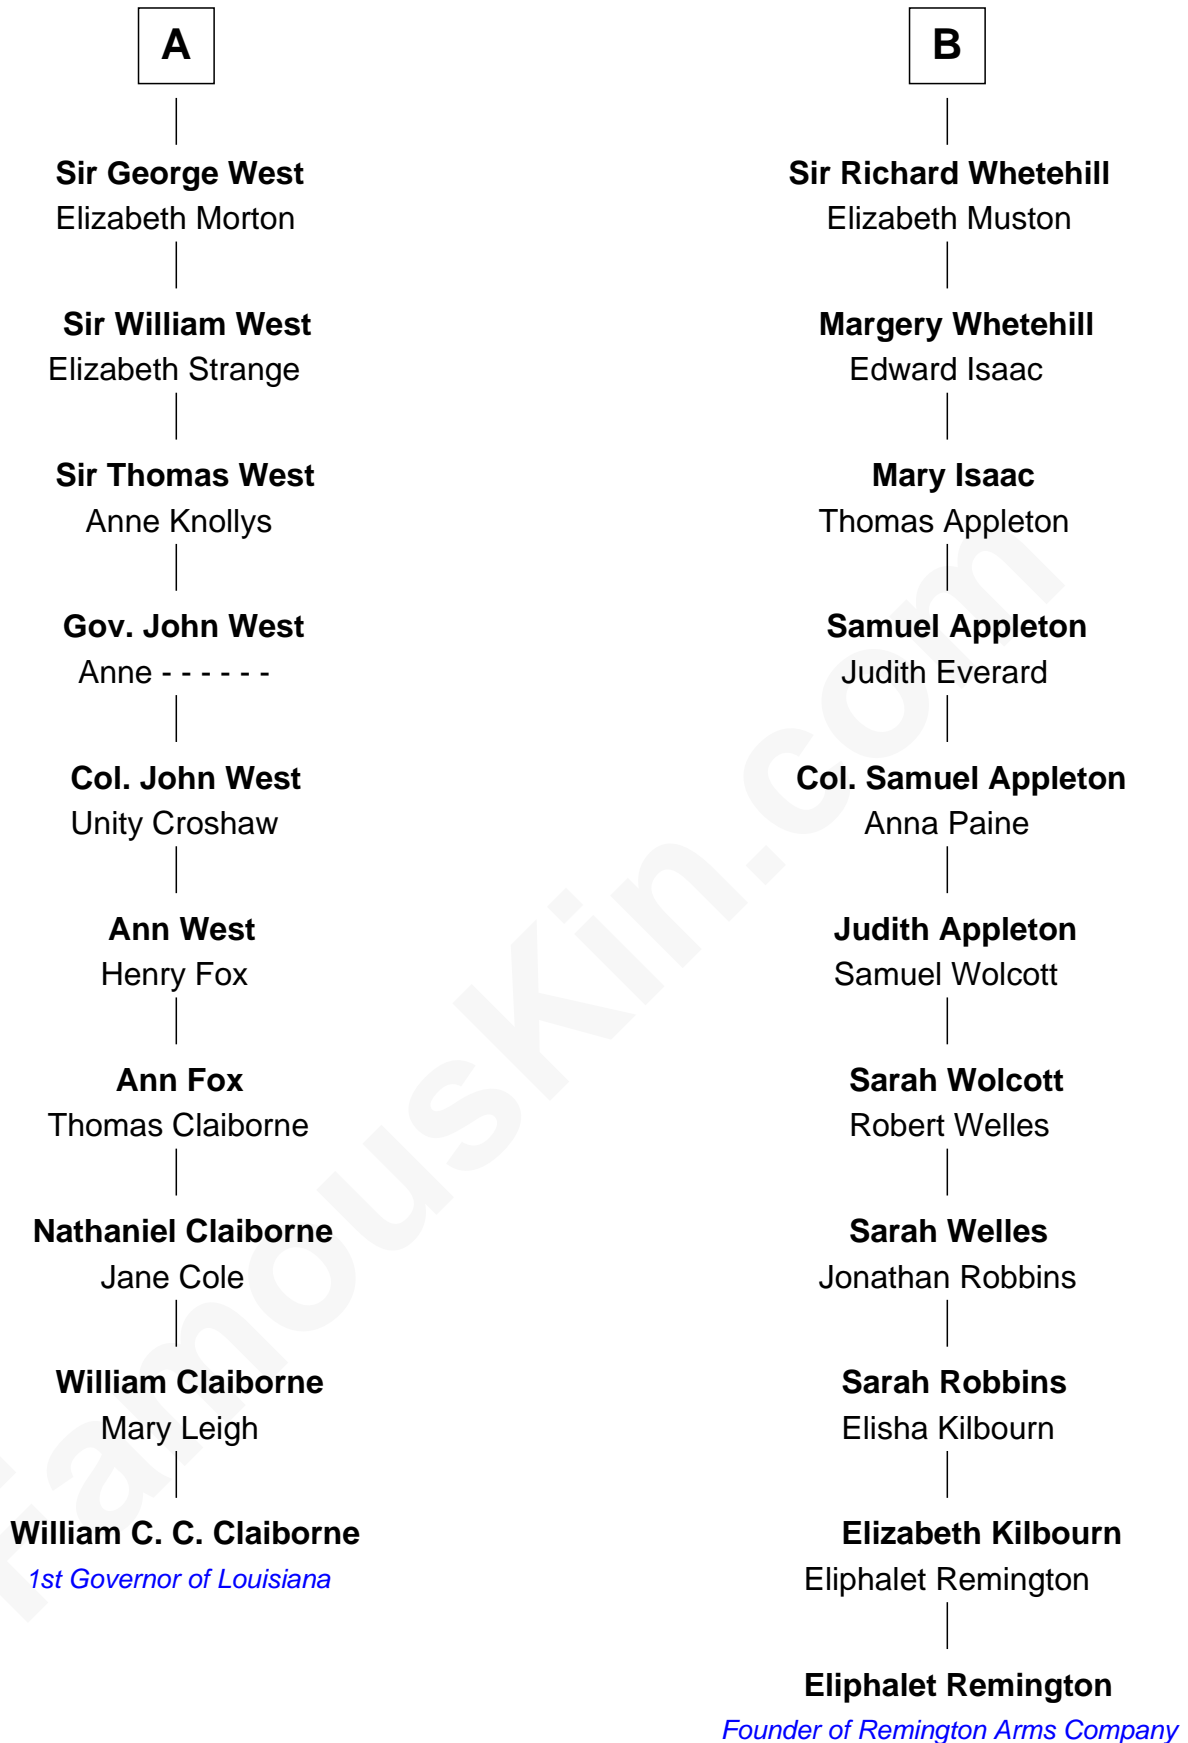 A
Sir George West
Elizabeth Morton
Sir William West
Elizabeth Strange
Sir Thomas West
Anne Knollys
Gov. John West
Anne - - - - - -
Col. John West
Unity Croshaw
Ann West
Henry Fox
Ann Fox
Thomas Claiborne
Nathaniel Claiborne
Jane Cole
William Claiborne
Mary Leigh
William C. C. Claiborne
1st Governor of Louisiana
B
Sir Richard Whetehill
Elizabeth Muston
Margery Whetehill
Edward Isaac
Mary Isaac
Thomas Appleton
Samuel Appleton
Judith Everard
Col. Samuel Appleton
Anna Paine
Judith Appleton
Samuel Wolcott
Sarah Wolcott
Robert Welles
Sarah Welles
Jonathan Robbins
Sarah Robbins
Elisha Kilbourn
Elizabeth Kilbourn
Eliphalet Remington
Eliphalet Remington
Founder of Remington Arms Company
famouskin.com